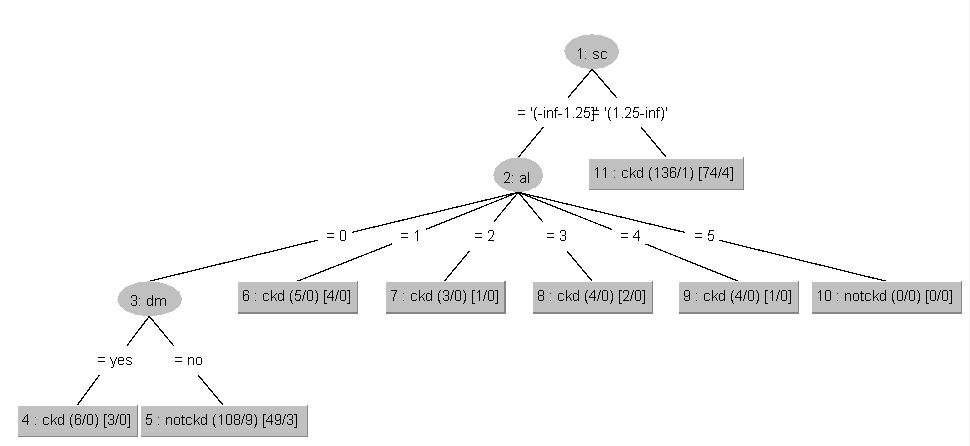 1: sc
= '(-inf-1.25]'
= '(1.25-inf)'
2: al
11 : ckd (136/1) [74/4]
= 0
= 1
= 2
= 3
= 4
= 5
3: dm
6 : ckd (5/0) [4/0]
7 : ckd (3/0) [1/0]
8 : ckd (4/0) [2/0]
9 : ckd (4/0) [1/0]
10 : notckd (0/0) [0/0]
= yes
= no
4 : ckd (6/0) [3/0]
5 : notckd (108/9) [49/3]